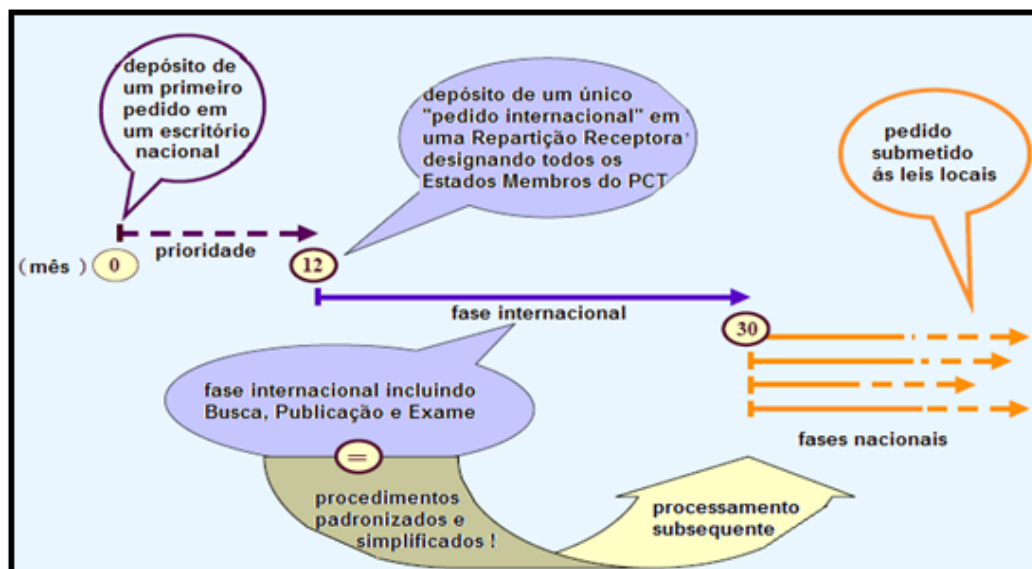 depósito de
um primeiro
pedido em
um escritório
nacional
depósito de um único
"pedido internacional" em
uma Repartição Receptora'
designando todos os
Estados Membros do PCT
pedido
submetido
ás leis locais
prioridade
(mês) 0
12
fase internacional
30
fase internacional incluindo
Busca, Publicação e Exame
fases nacionais
=
procedimentos
padronizados e
simplificados !
processamento
subsequente